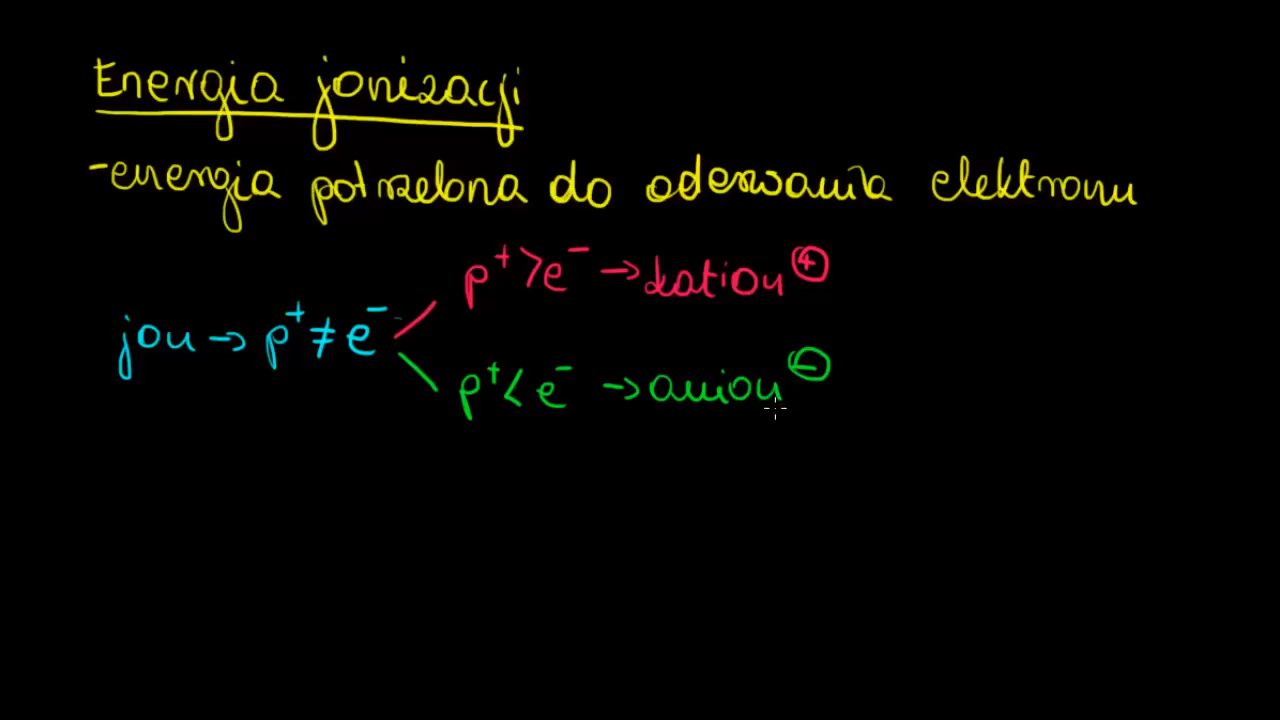 Energia jonizacji
-energia potrzebna do oderwania elektronu
p⁺>e⁻ →kation⊕
jon→p⁺≠e⁻
p⁺<e⁻ →anion⊖